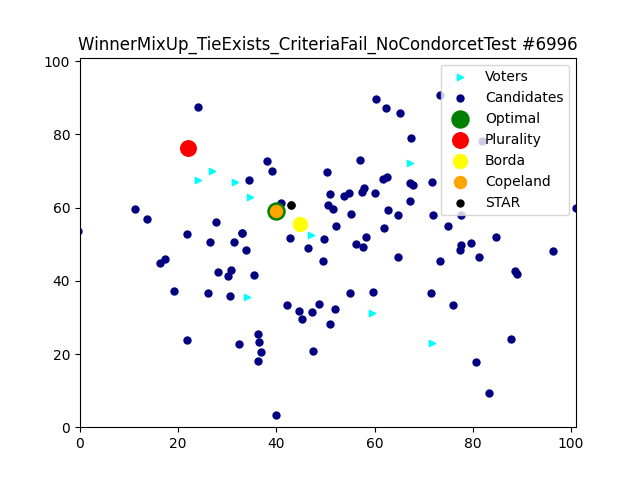 WinnerMixUp_TieExists_CriteriaFail_NoCondorcetTest #6996
100
80
60
40
20
0
0 20 40 60 80 100
Voters
Candidates
Optimal
Plurality
Borda
Copeland
STAR